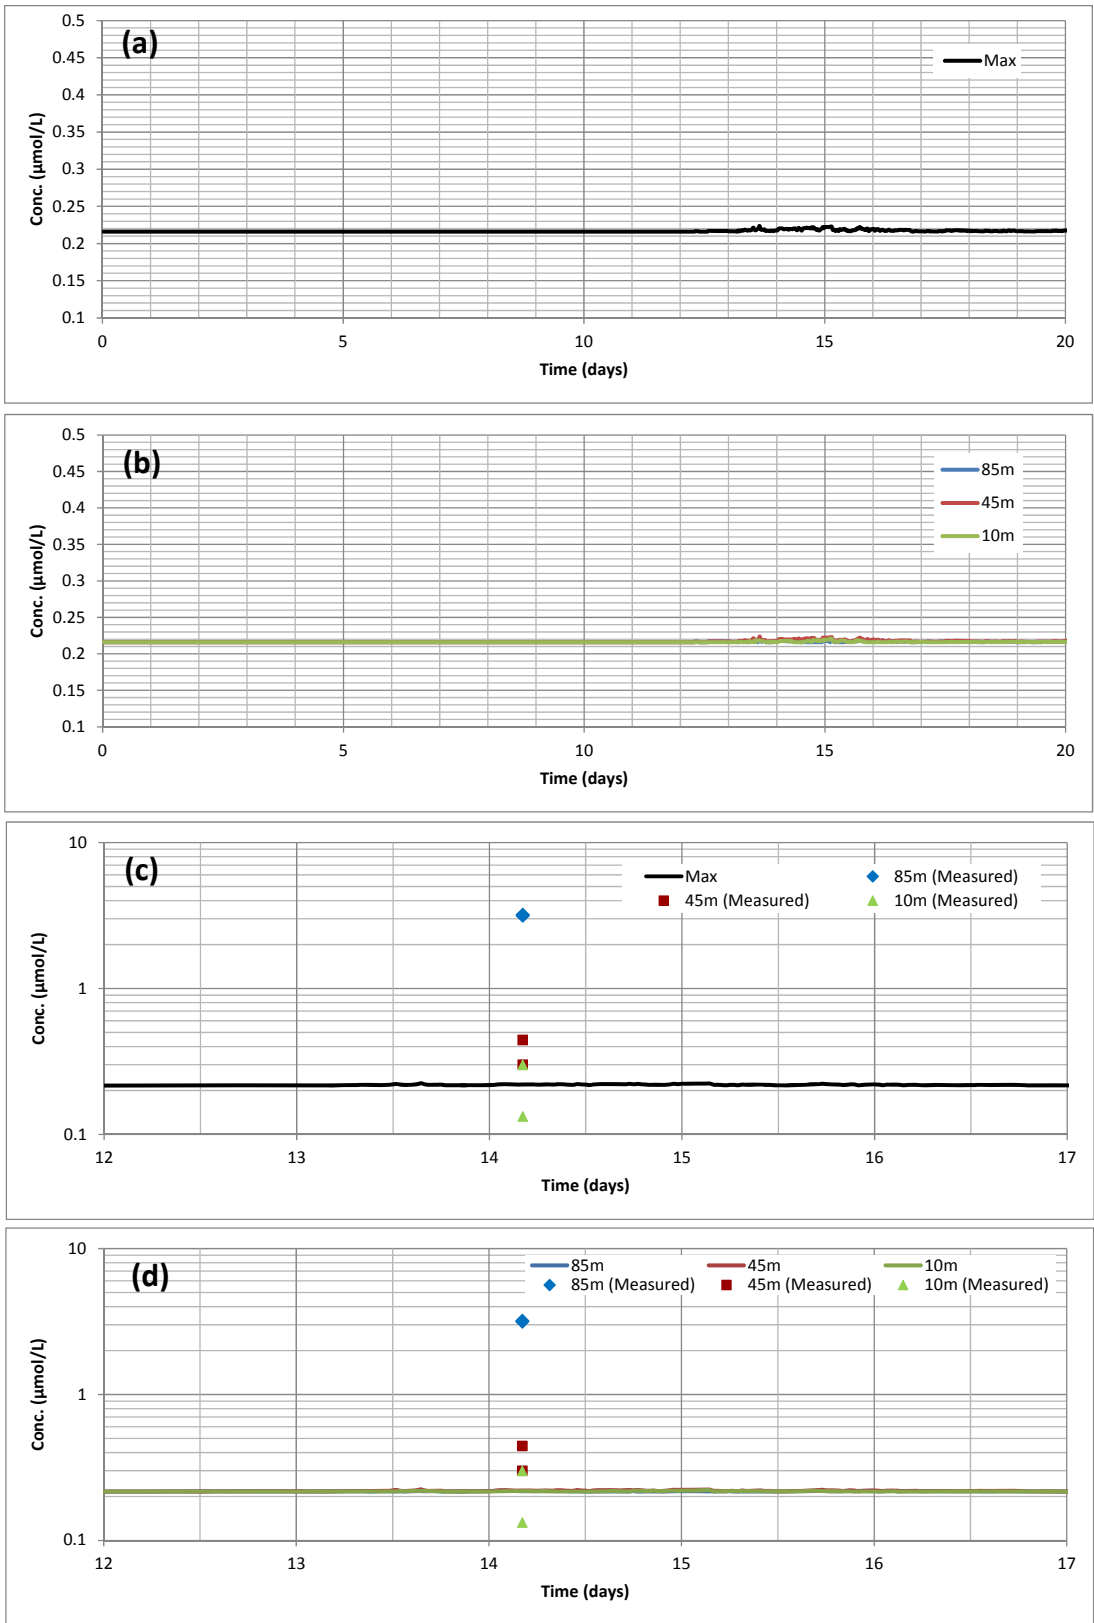 (a)
Max
0.5
0.45
0.4
0.35
0.3
0.25
0.2
0.15
0.1
Conc. (µmol/L)
0 5 10 15 20
Time (days)
(b)
85m
45m
10m
0.5
0.45
0.4
0.35
0.3
0.25
0.2
0.15
0.1
Conc. (µmol/L)
0 5 10 15 20
Time (days)
(c)
Max 85m (Measured)
45m (Measured) 10m (Measured)
10
1
0.1
Conc. (µmol/L)
12 13 14 15 16 17
Time (days)
(d)
85m 45m 10m
85m (Measured) 45m (Measured) 10m (Measured)
10
1
0.1
Conc. (µmol/L)
12 13 14 15 16 17
Time (days)